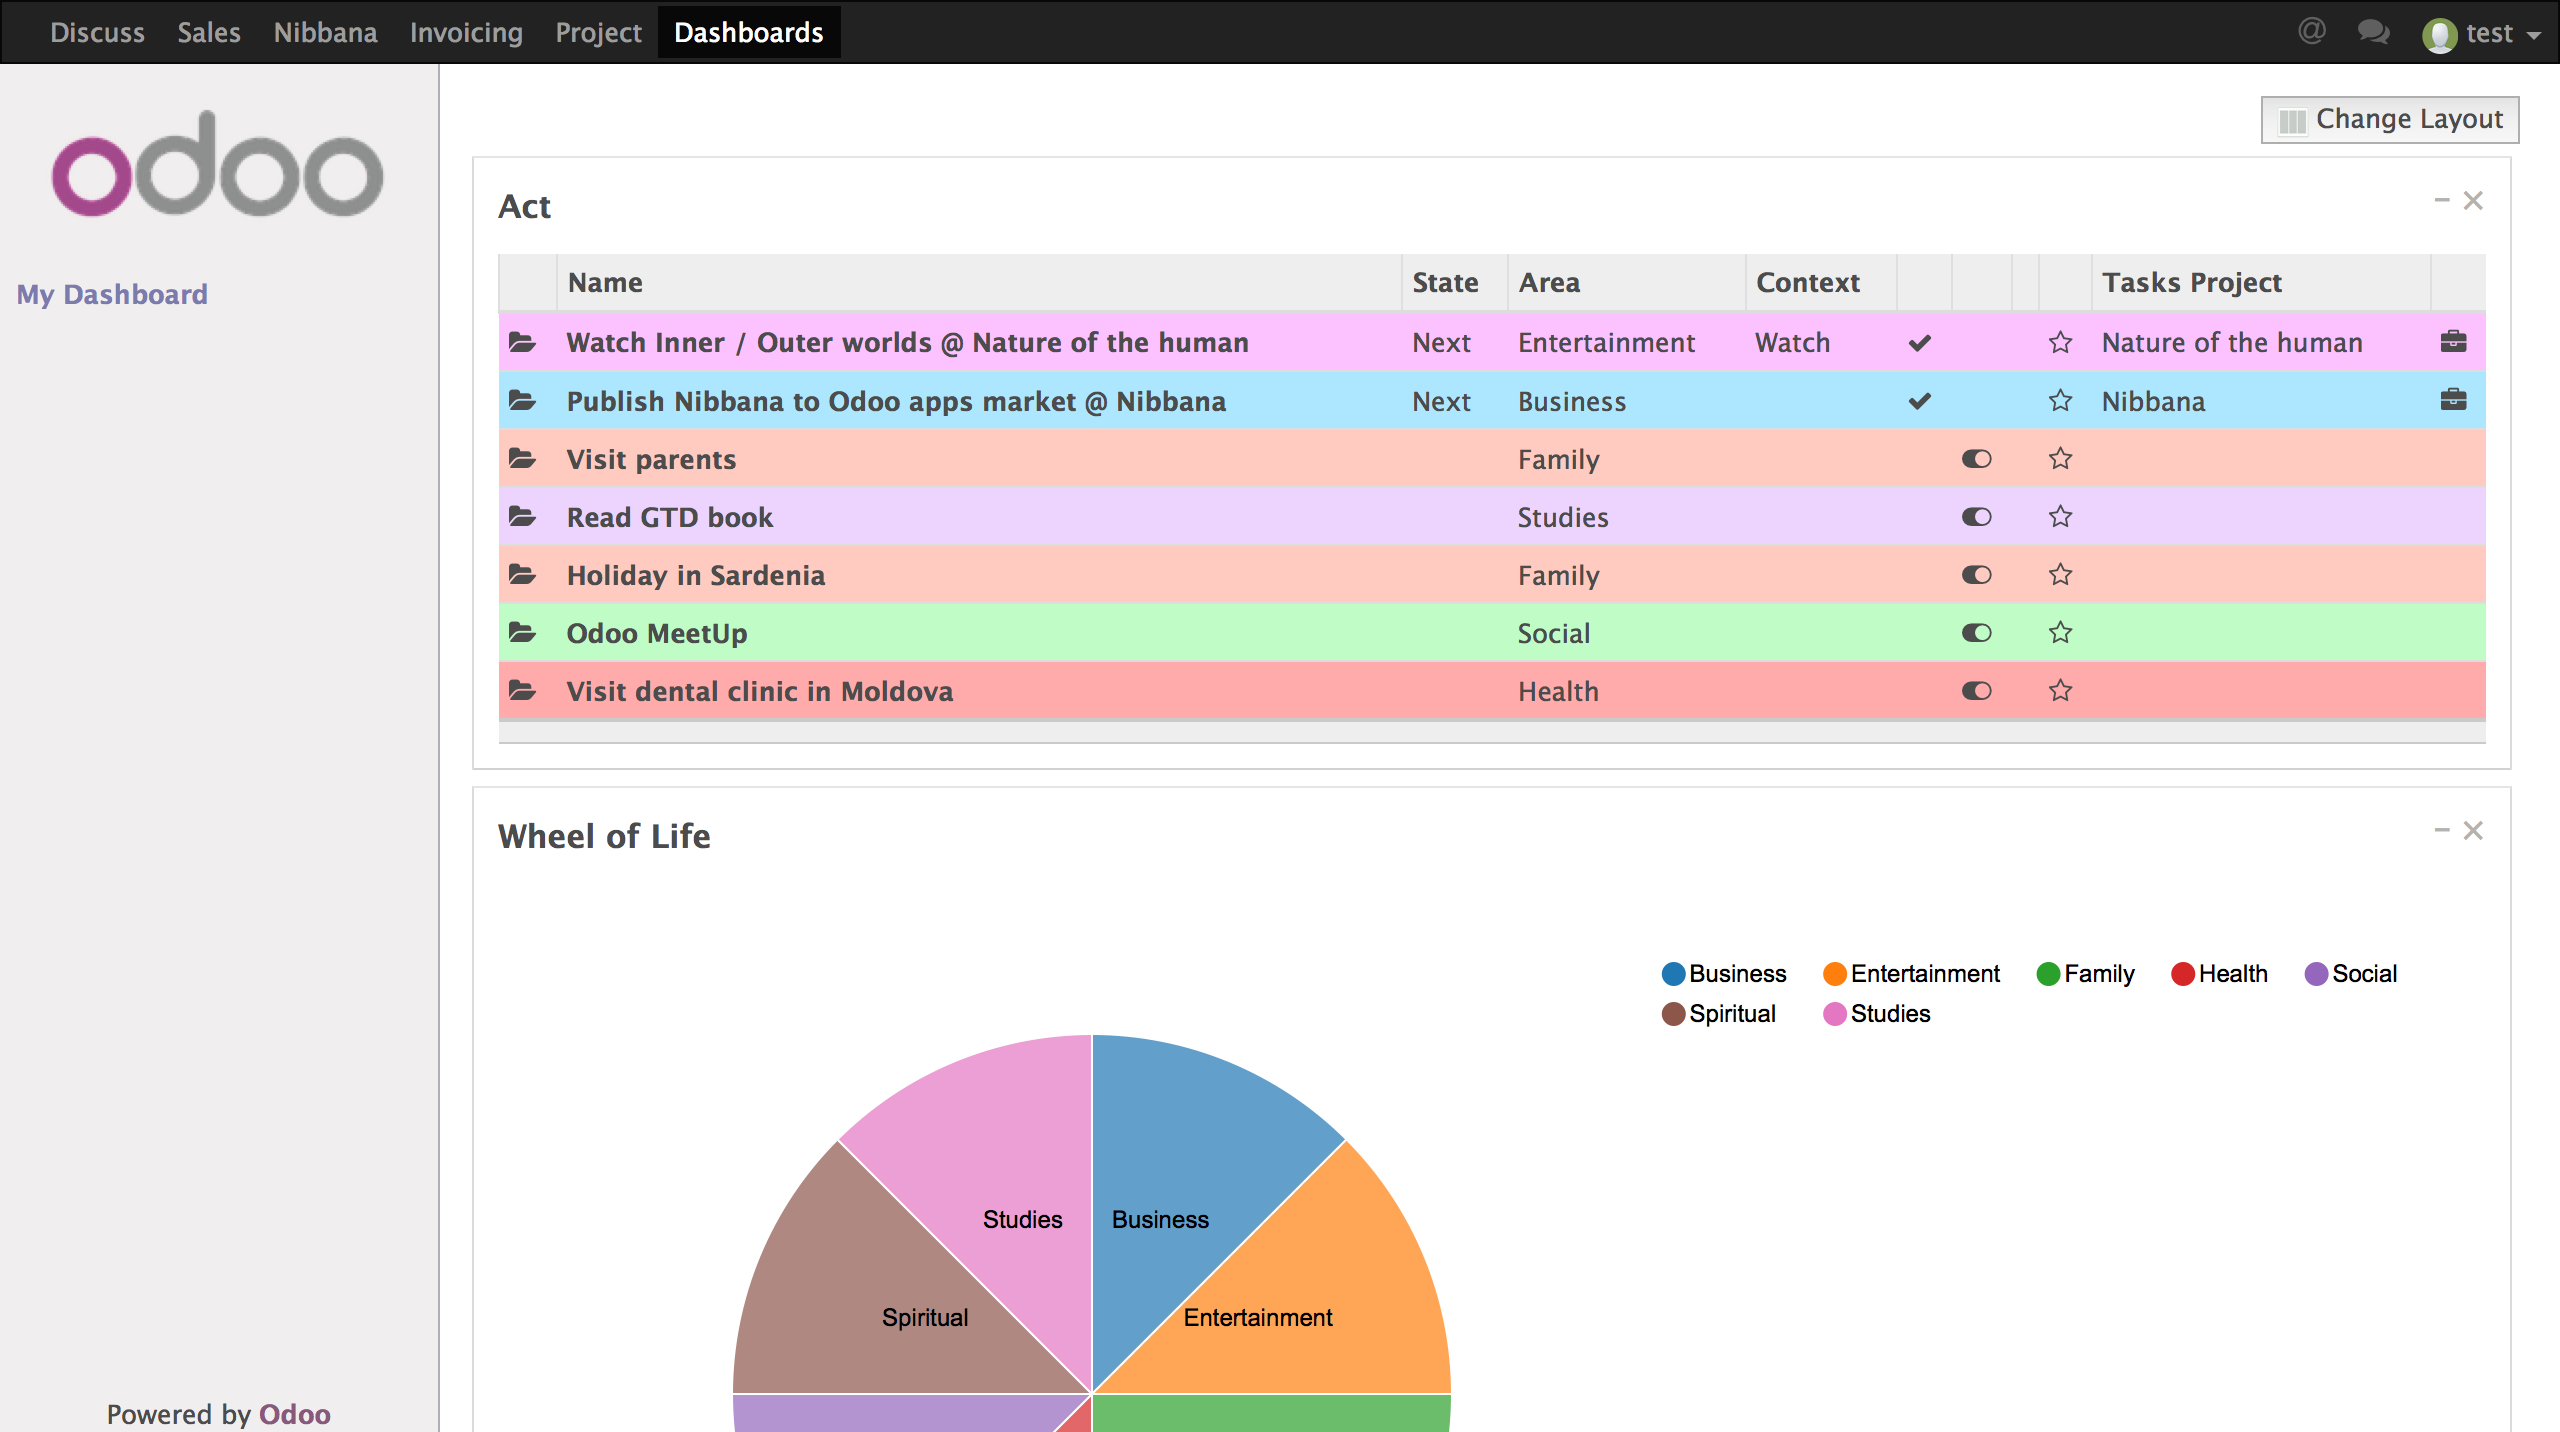 Discuss Sales Nibbana Invoicing Project Dashboards @ test
odoo
My Dashboard
Change Layout
Act
Name State Area Context Tasks Project
Watch Inner / Outer worlds @ Nature of the human Next Entertainment Watch Nature of the human
Publish Nibbana to Odoo apps market @ Nibbana Next Business Nibbana
Visit parents Family
Read GTD book Studies
Holiday in Sardenia Family
Odoo MeetUp Social
Visit dental clinic in Moldova Health
Wheel of Life
Business Entertainment Family Health Social
Spiritual Studies
Studies Business
Spiritual Entertainment
Powered by Odoo